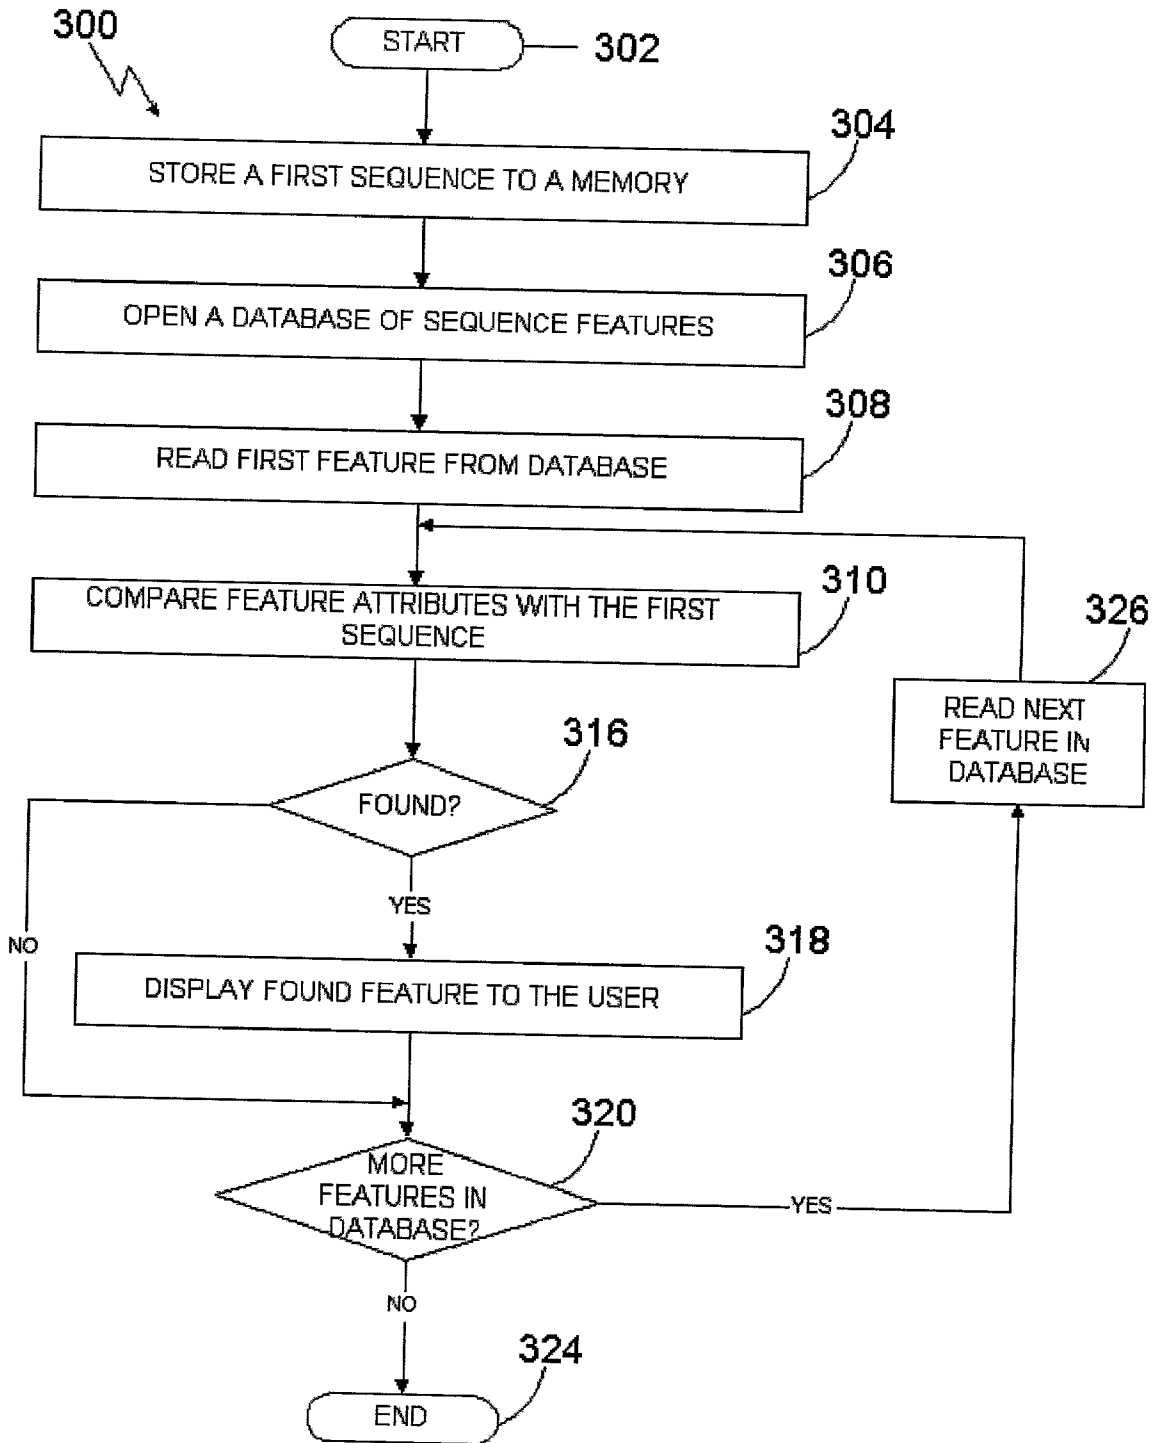 300
START
302
304
STORE A FIRST SEQUENCE TO A MEMORY
306
OPEN A DATABASE OF SEQUENCE FEATURES
308
READ FIRST FEATURE FROM DATABASE
310
COMPARE FEATURE ATTRIBUTES WITH THE FIRST
SEQUENCE
326
READ NEXT
FEATURE IN
DATABASE
316
FOUND?
YES
NO
318
DISPLAY FOUND FEATURE TO THE USER
320
MORE
FEATURES IN
DATABASE?
YES
NO
324
END